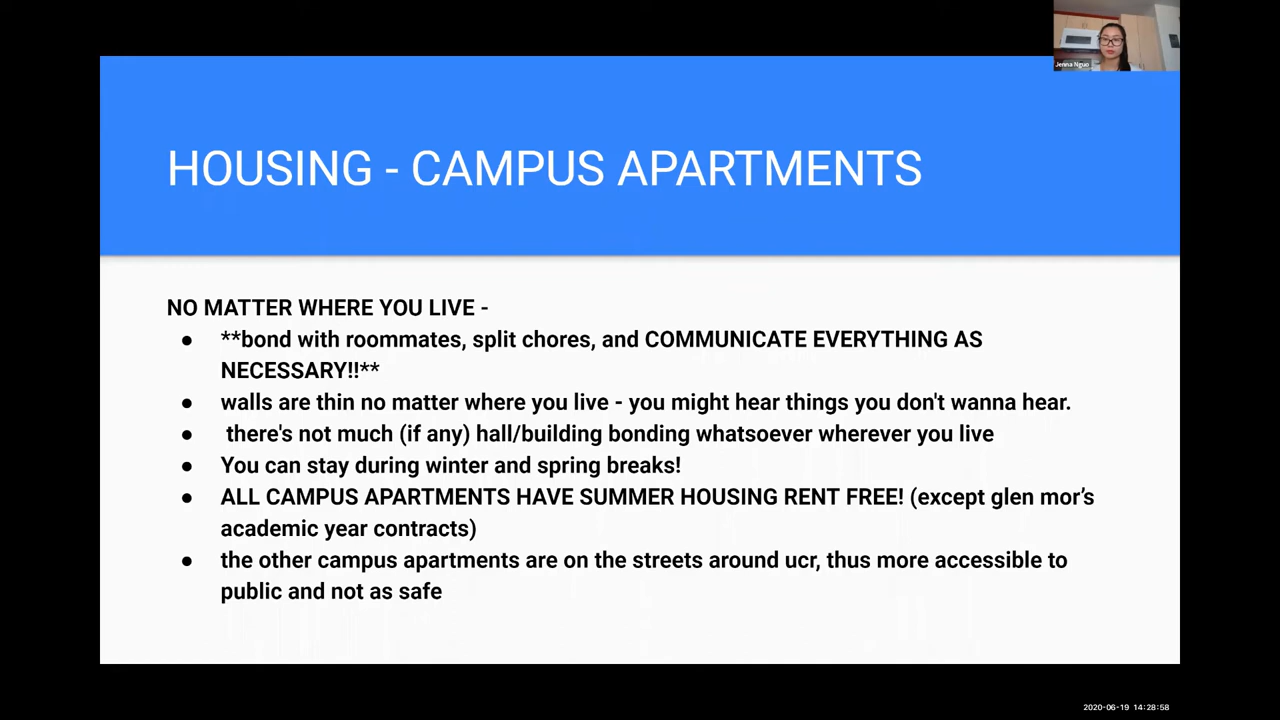 Jenna Nguo
HOUSING - CAMPUS APARTMENTS
NO MATTER WHERE YOU LIVE -
● **bond with roommates, split chores, and COMMUNICATE EVERYTHING AS
NECESSARY!!**
● walls are thin no matter where you live - you might hear things you don't wanna hear.
● there's not much (if any) hall/building bonding whatsoever wherever you live
● You can stay during winter and spring breaks!
● ALL CAMPUS APARTMENTS HAVE SUMMER HOUSING RENT FREE! (except glen mor’s
academic year contracts)
● the other campus apartments are on the streets around ucr, thus more accessible to
public and not as safe
2020-06-19 14:28:58